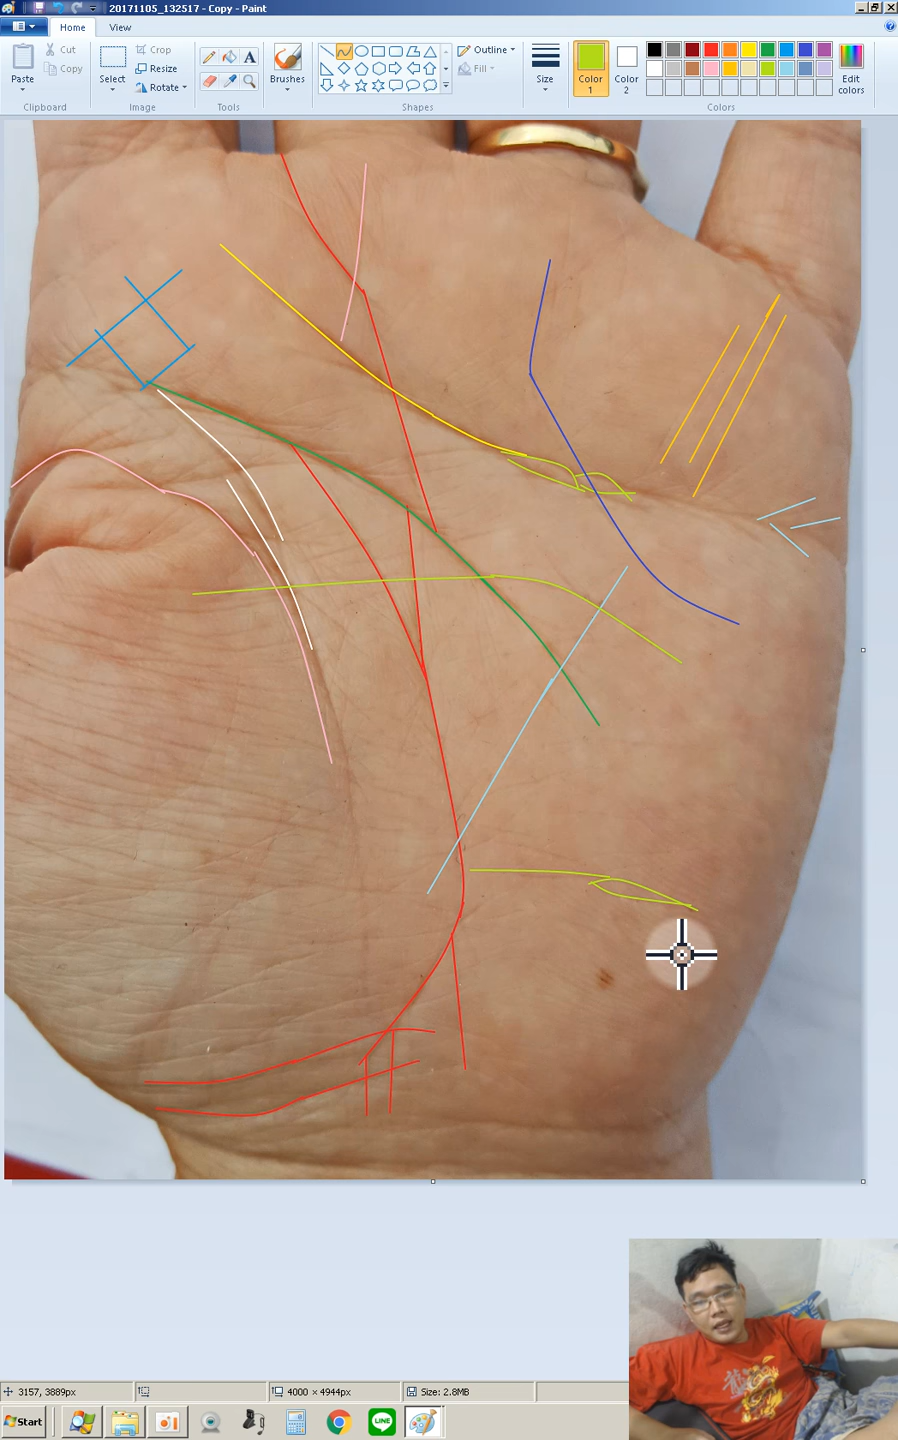 20171105_132517 - Copy - Paint
Home View
Paste
Cut
Copy
Clipboard
Select
Crop
Resize
Rotate
Image
A
Tools
Brushes
Outline
Fill
Shapes
Size
Color
1
Color
2
Edit
colors
Colors
3157, 3889px
4000 × 4944px
Size: 2.8MB
Start
LINE